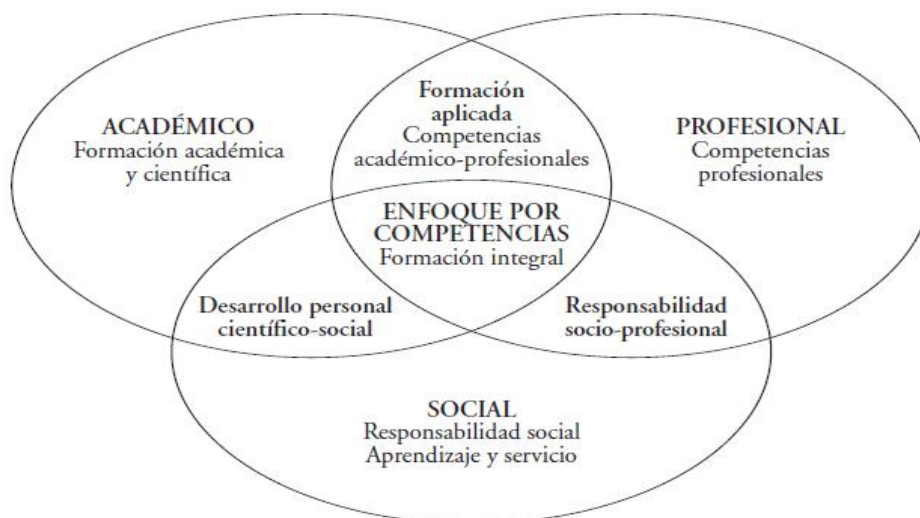 Formación
aplicada
Competencias
académico-profesionales
ACADÉMICO
Formación académica
y científica
PROFESIONAL
Competencias
profesionales
ENFOQUE POR
COMPETENCIAS
Formación integral
Desarrollo personal
científico-social
Responsabilidad
socio-profesional
SOCIAL
Responsabilidad social
Aprendizaje y servicio